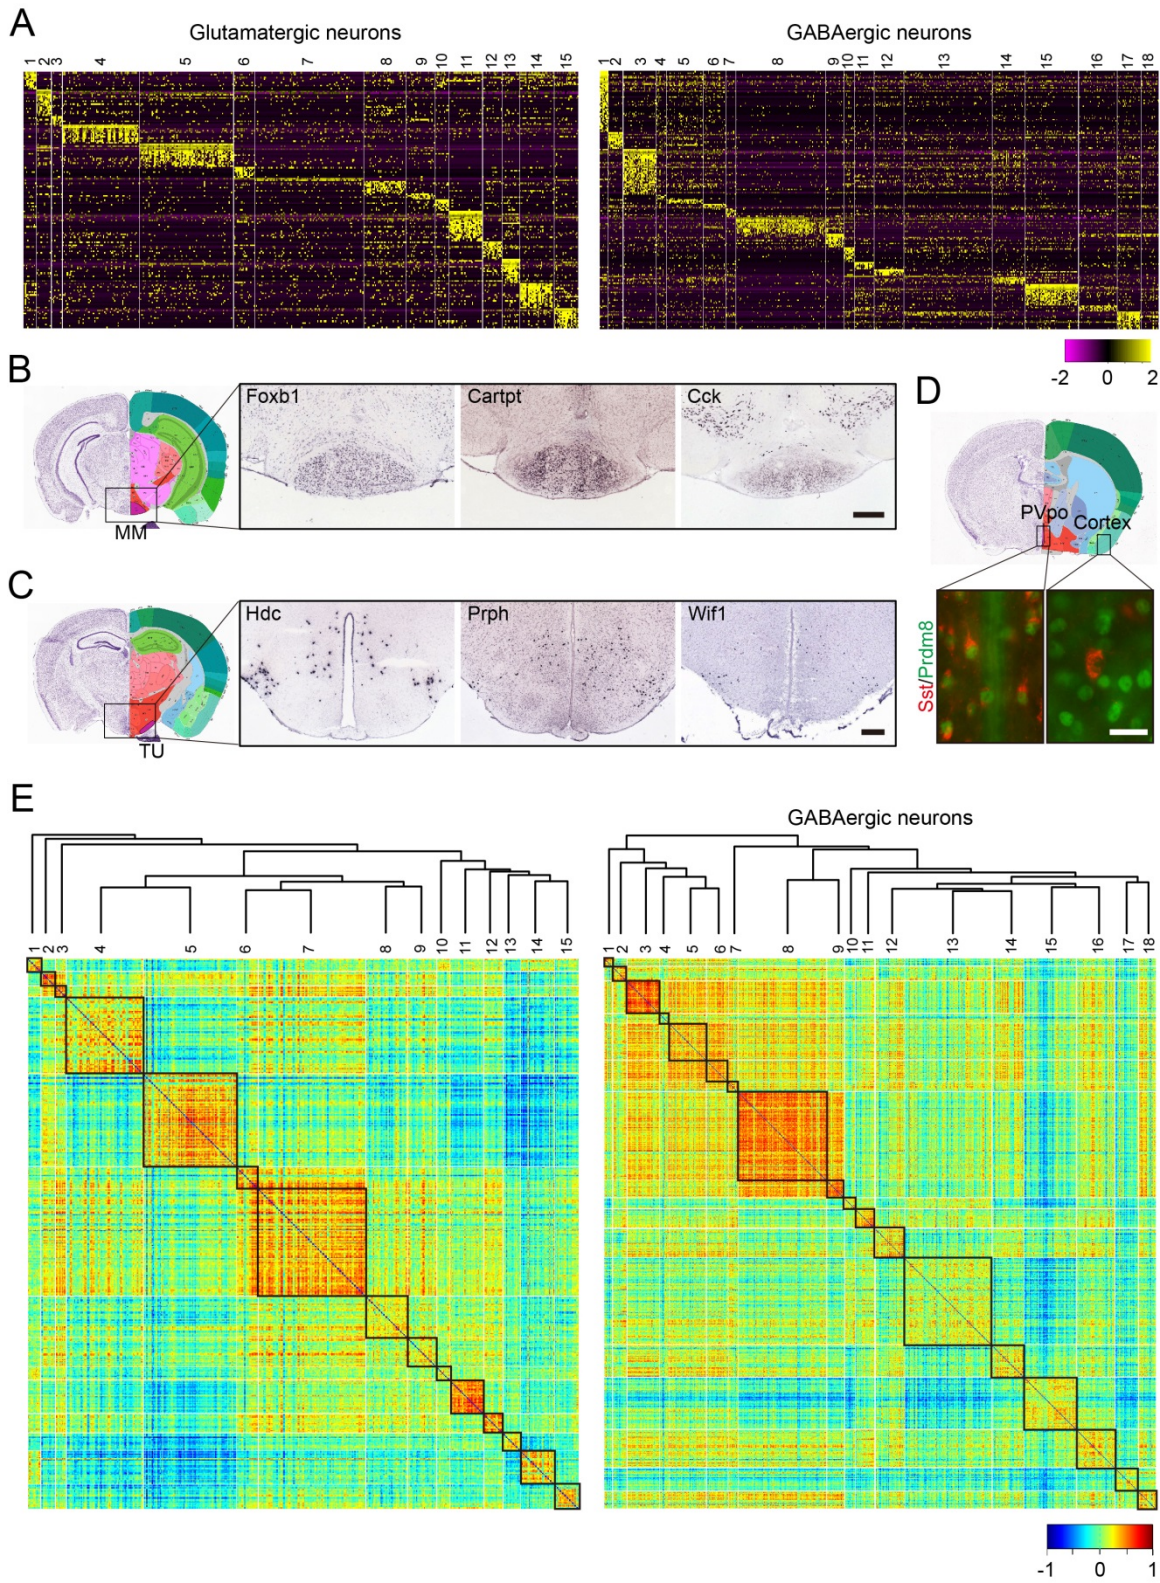 A
Glutamatergic neurons
GABAergic neurons
1 2 3 4 5 6 7 8 9 10 11 12 13 14 15
1 2 3 4 5 6 7 8 9 10 11 12 13 14 15 16 17 18
-2 0 2
B
Foxb1
Cartpt
Cck
MM
D
PVpo
Cortex
Sst/Prdm8
C
Hdc
Prph
Wif1
TU
E
GABAergic neurons
1 2 3 4 5 6 7 8 9 10 11 12 13 14 15
1 2 3 4 5 6 7 8 9 10 11 12 13 14 15 16 17 18
-1 0 1